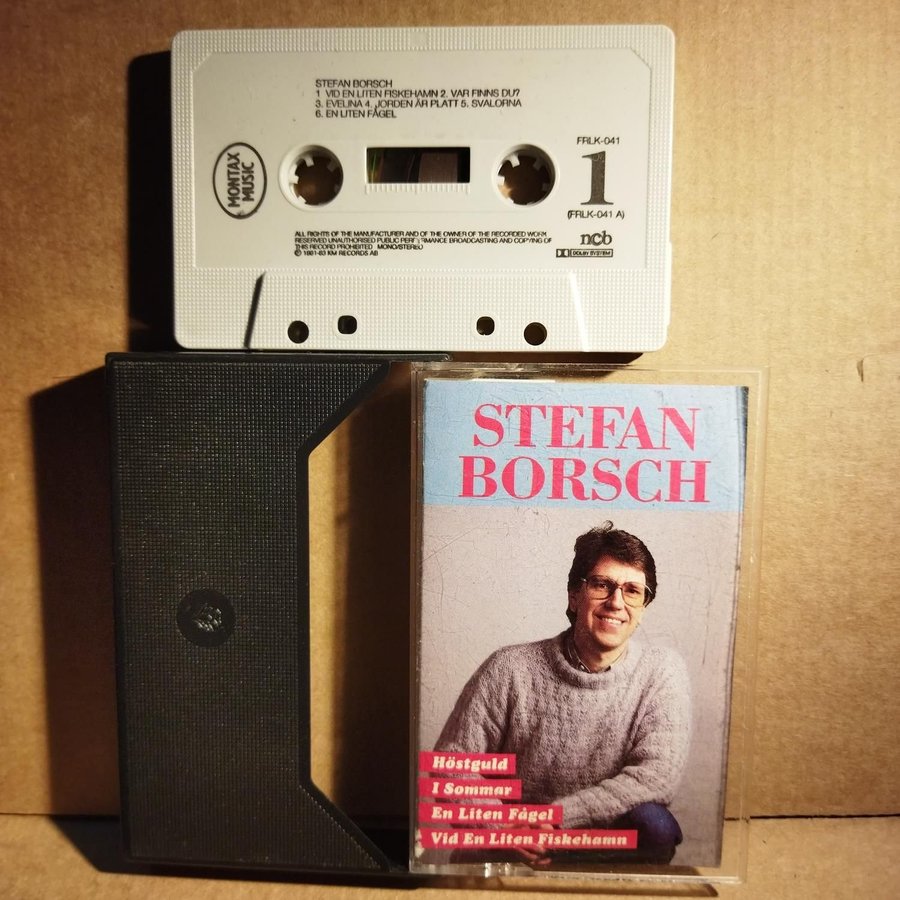 STEFAN BORSCH
1 VID EN LITEN FISKEHAMN 2. VAR FINNS DU?
3. EVELINA 4. JORDEN ÄR PLATT 5. SVALORNA
6. EN LITEN FÅGEL
MONTAX
MUSIC
FRLK-041
1
(FRLK-041 A)
ALL RIGHTS OF THE MANUFACTURER AND OF THE OWNER OF THE RECORDED WORK
RESERVED UNAUTHORISED PUBLIC PERFORMANCE BROADCASTING AND COPYING OF
THIS RECORD PROHIBITED MONO/STEREO
℗ 1981-83 KM RECORDS AB
ncb
DOLBY SYSTEM
STEFAN
BORSCH
Höstguld
I Sommar
En Liten Fågel
Vid En Liten Fiskehamn